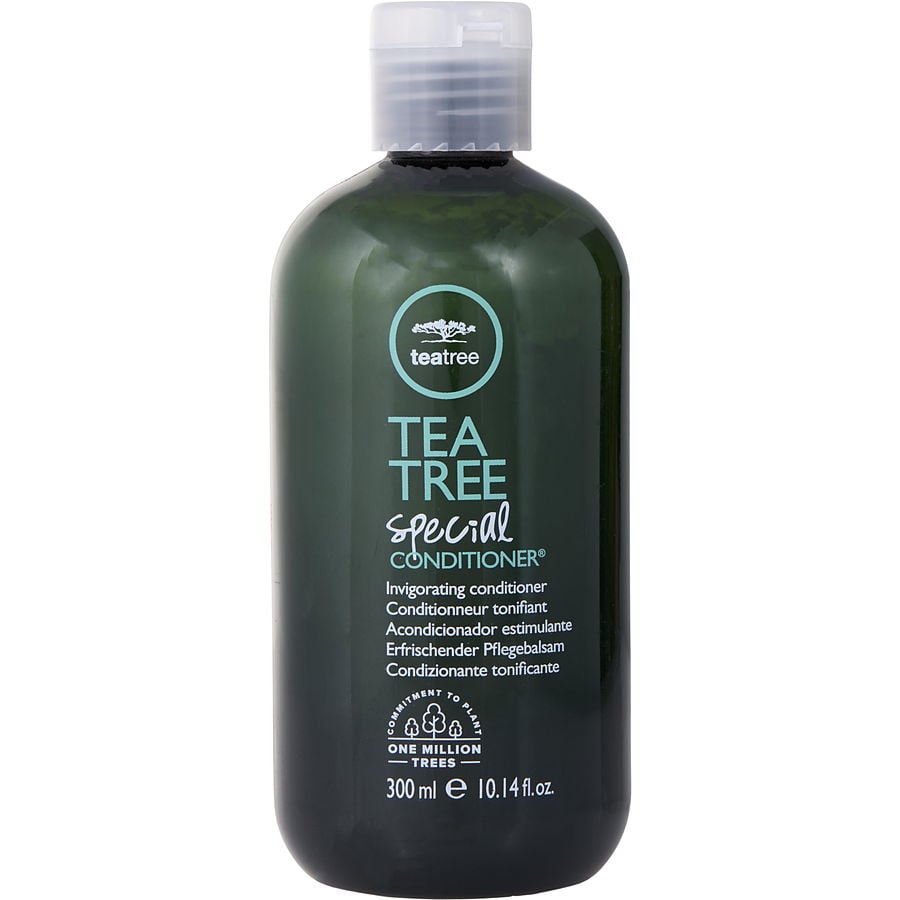 teatree
TEA
TREE
special
CONDITIONER®
Invigorating conditioner
Conditionneur tonifiant
Acondicionador estimulante
Erfrischender Pflegebalsam
Condizionante tonificante
COMMITMENT TO PLANT
ONE MILLION
TREES
300 ml ℮ 10.14 fl. oz.